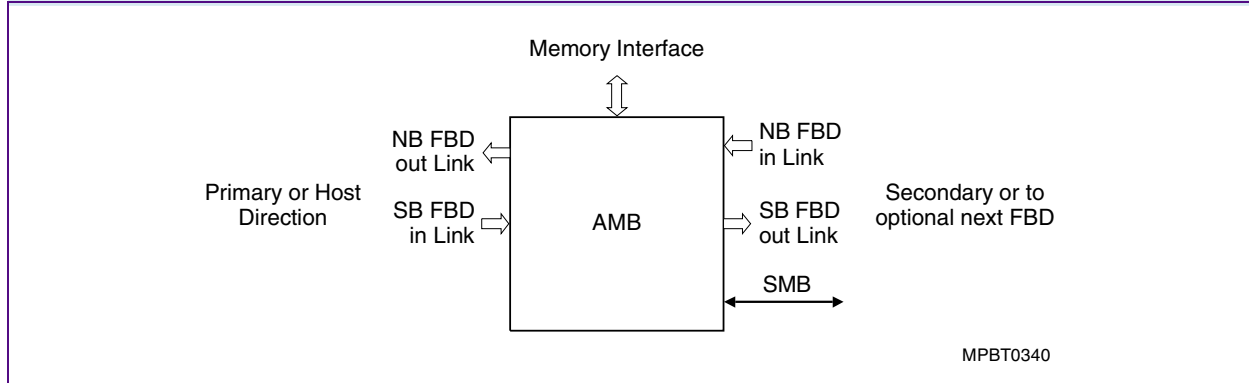 Memory Interface
NB FBD
out Link
NB FBD
in Link
Primary or Host
Direction
SB FBD
in Link
AMB
SB FBD
out Link
Secondary or to
optional next FBD
SMB
MPBT0340